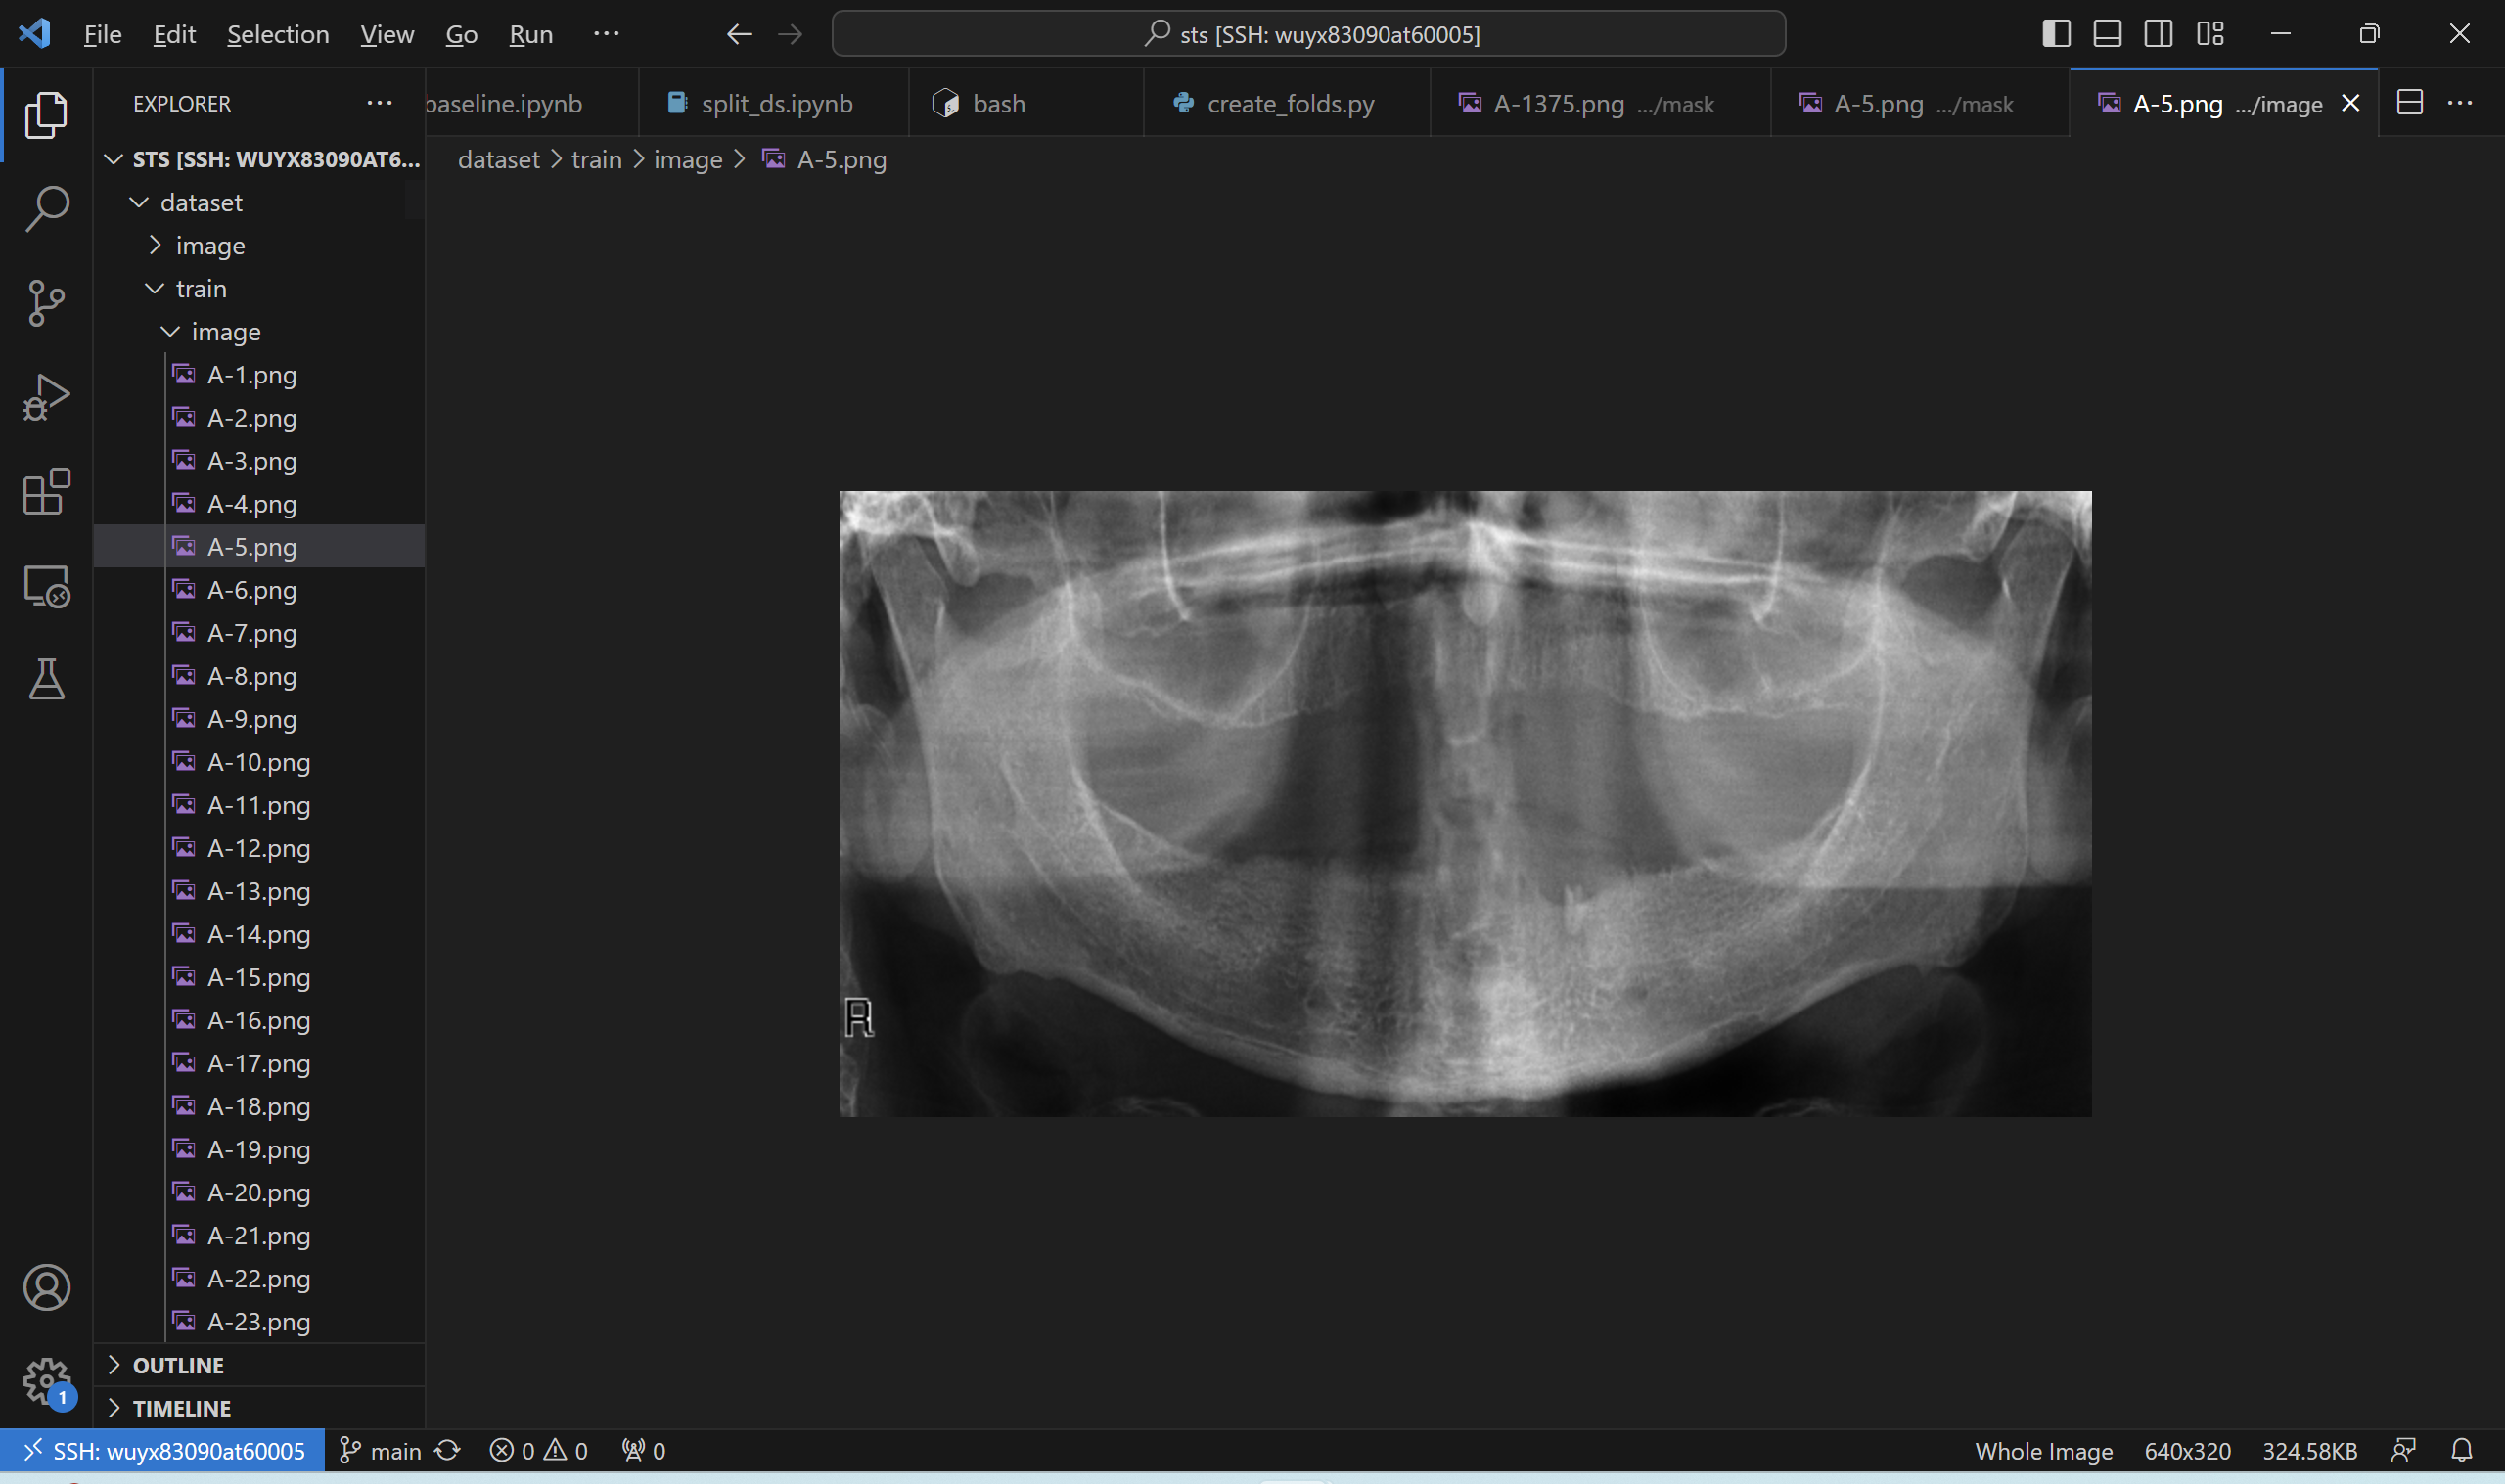 File Edit Selection View Go Run ··· sts [SSH: wuyx83090at60005]
EXPLORER ···
baseline.ipynb split_ds.ipynb bash create_folds.py A-1375.png .../mask A-5.png .../mask A-5.png .../image ···
STS [SSH: WUYX83090AT6...
dataset > train > image > A-5.png
dataset
image
train
image
A-1.png
A-2.png
A-3.png
A-4.png
A-5.png
A-6.png
A-7.png
A-8.png
A-9.png
A-10.png
A-11.png
A-12.png
A-13.png
A-14.png
A-15.png
A-16.png
A-17.png
A-18.png
A-19.png
A-20.png
A-21.png
A-22.png
A-23.png
R
OUTLINE
TIMELINE
1
SSH: wuyx83090at60005 main 0 0 0 Whole Image 640x320 324.58KB